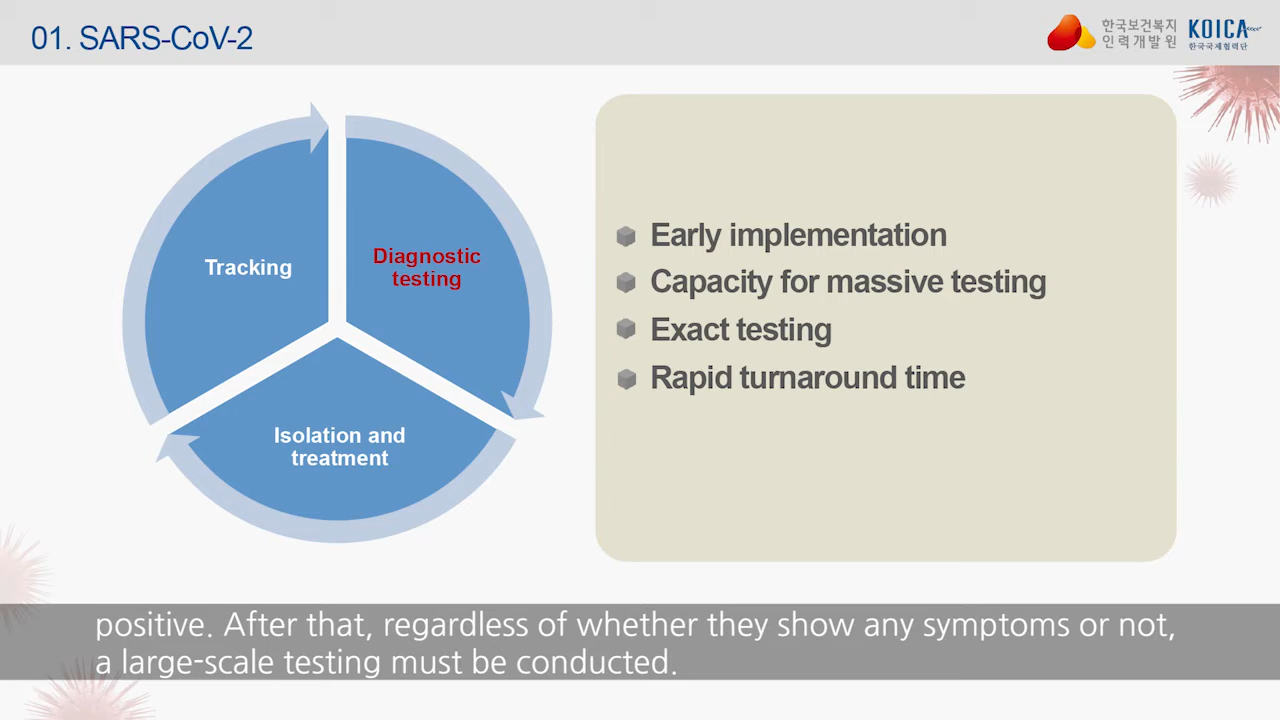 01. SARS-CoV-2
한국보건복지
인력개발원
KOICA
한국국제협력단
Tracking
Diagnostic
testing
Isolation and
treatment
Early implementation
Capacity for massive testing
Exact testing
Rapid turnaround time
positive. After that, regardless of whether they show any symptoms or not,
a large-scale testing must be conducted.